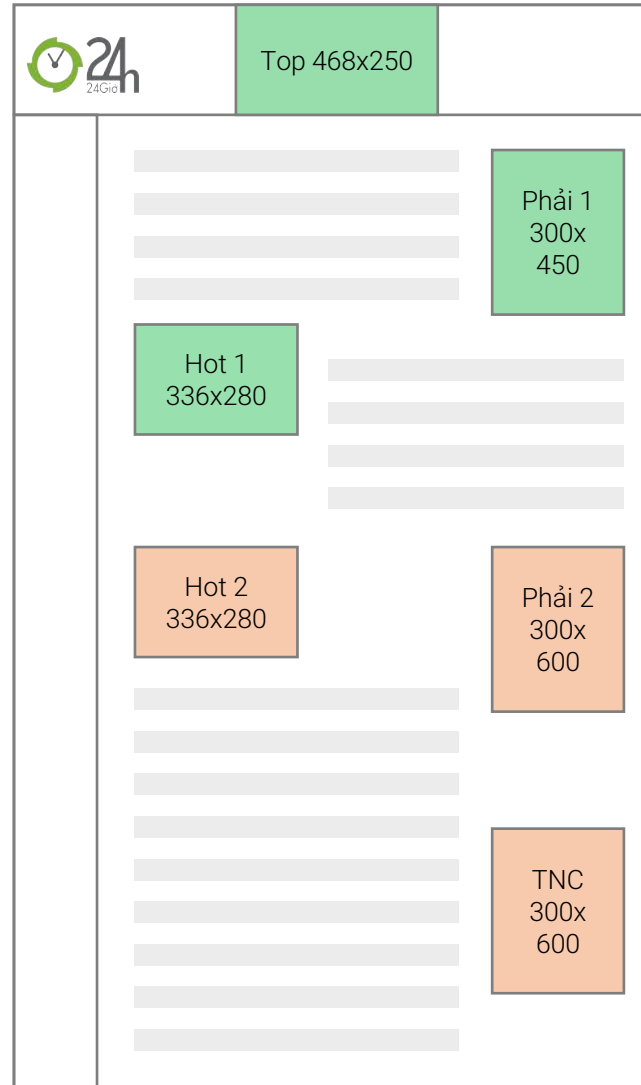 24h
24Giờ
Top 468x250
Phải 1
300x
450
Hot 1
336x280
Hot 2
336x280
Phải 2
300x
600
TNC
300x
600